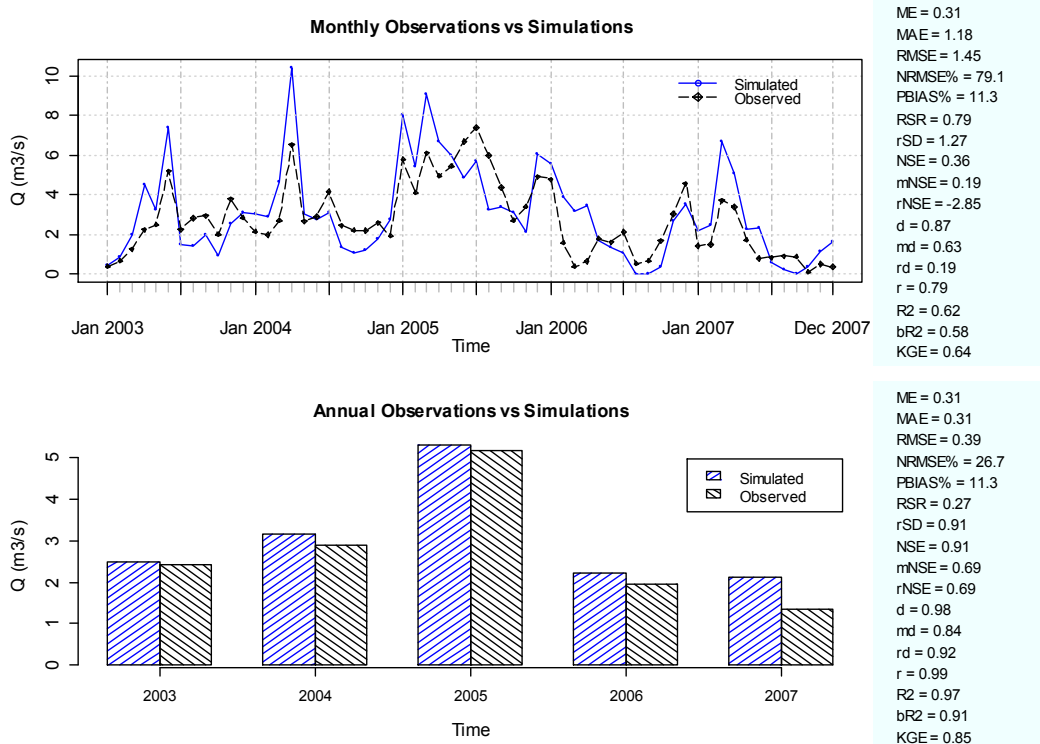 Monthly Observations vs Simulations
Q (m3/s)
10
8
6
4
2
0
Simulated
Observed
Jan 2003 Jan 2004 Jan 2005 Jan 2006 Jan 2007 Dec 2007
Time
ME = 0.31
MAE = 1.18
RMSE = 1.45
NRMSE% = 79.1
PBIAS% = 11.3
RSR = 0.79
rSD = 1.27
NSE = 0.36
mNSE = 0.19
rNSE = -2.85
d = 0.87
md = 0.63
rd = 0.19
r = 0.79
R2 = 0.62
bR2 = 0.58
KGE = 0.64
Annual Observations vs Simulations
Q (m3/s)
5
4
3
2
1
0
Simulated
Observed
2003 2004 2005 2006 2007
Time
ME = 0.31
MAE = 0.31
RMSE = 0.39
NRMSE% = 26.7
PBIAS% = 11.3
RSR = 0.27
rSD = 0.91
NSE = 0.91
mNSE = 0.69
rNSE = 0.69
d = 0.98
md = 0.84
rd = 0.92
r = 0.99
R2 = 0.97
bR2 = 0.91
KGE = 0.85